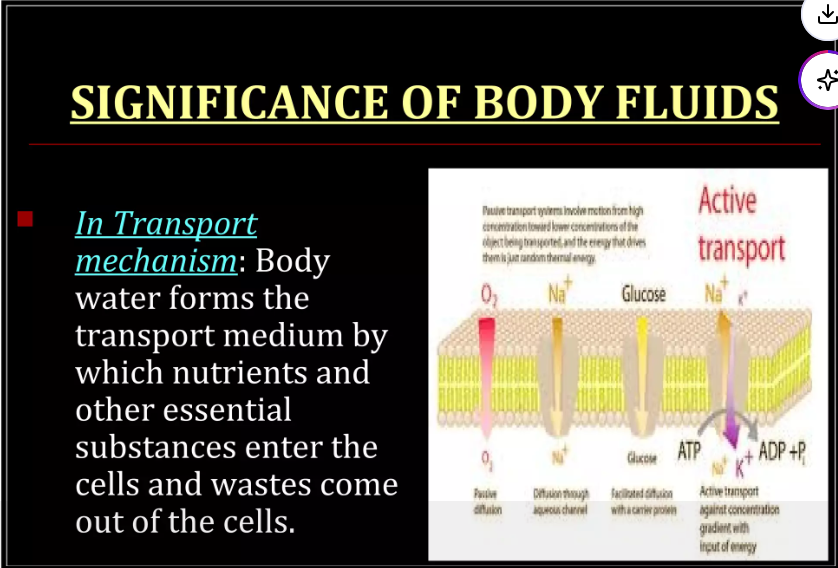 SIGNIFICANCE OF BODY FLUIDS
In Transport
mechanism: Body
water forms the
transport medium by
which nutrients and
other essential
substances enter the
cells and wastes come
out of the cells.
Passive transport systems involve motion from high
concentration toward lower concentrations of the
object being transported, and the energy that drives
them is just random thermal energy.
Active
transport
O2
Na+
Glucose
Na+
K+
O2
Na+
Glucose
ATP
Na+
K+
ADP +Pi
Passive
diffusion
Diffusion through
aqueous channel
Facilitated diffusion
with a carrier protein
Active transport
against concentration
gradient with
input of energy